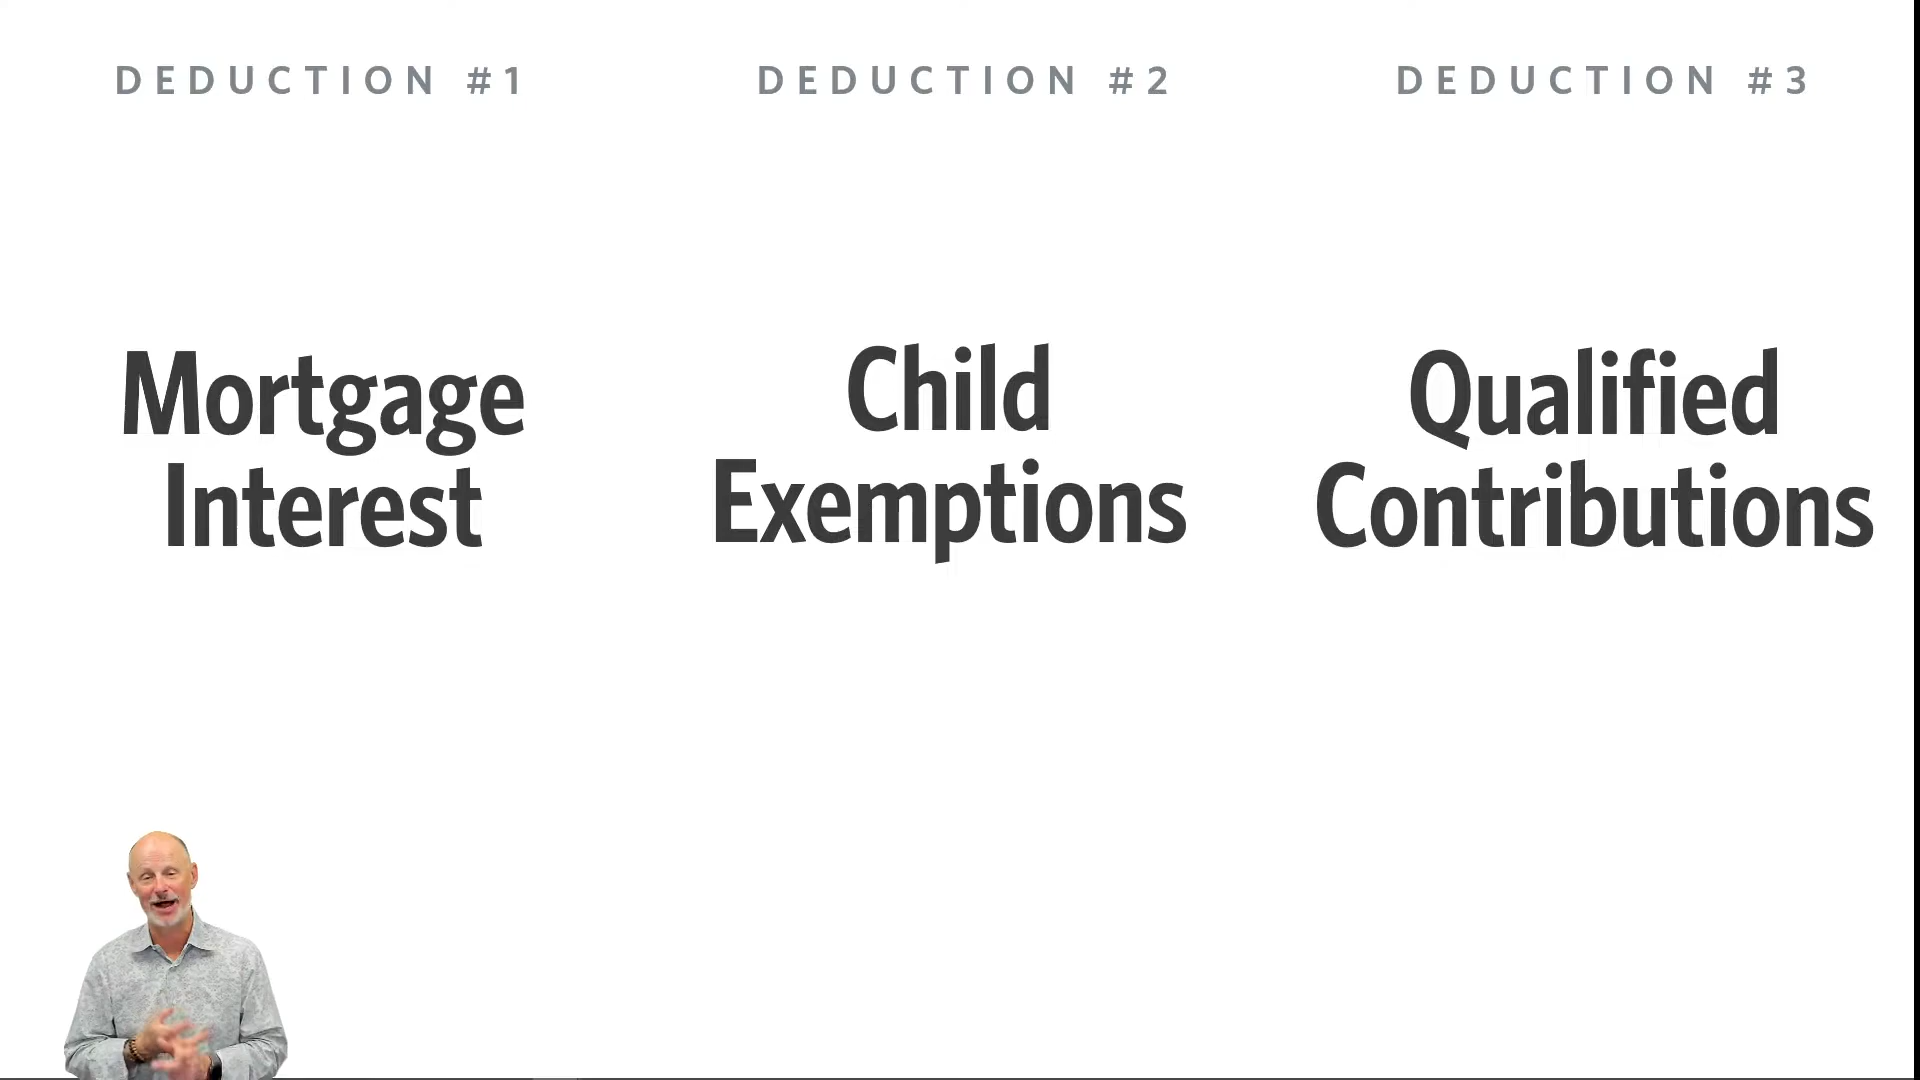 DEDUCTION #1
Mortgage
Interest
DEDUCTION #2
Child
Exemptions
DEDUCTION #3
Qualified
Contributions